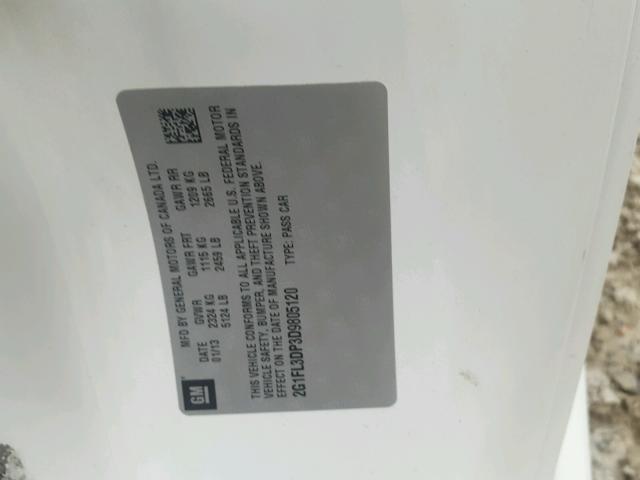 GM
MFD BY GENERAL MOTORS OF CANADA LTD.
DATE GVWR GAWR FRT GAWR RR
01/13 2324 KG 1115 KG 1209 KG
5124 LB 2459 LB 2665 LB
THIS VEHICLE CONFORMS TO ALL APPLICABLE U.S. FEDERAL MOTOR
VEHICLE SAFETY, BUMPER, AND THEFT PREVENTION STANDARDS IN
EFFECT ON THE DATE OF MANUFACTURE SHOWN ABOVE.
2G1FL3DP3D9805120 TYPE: PASS CAR